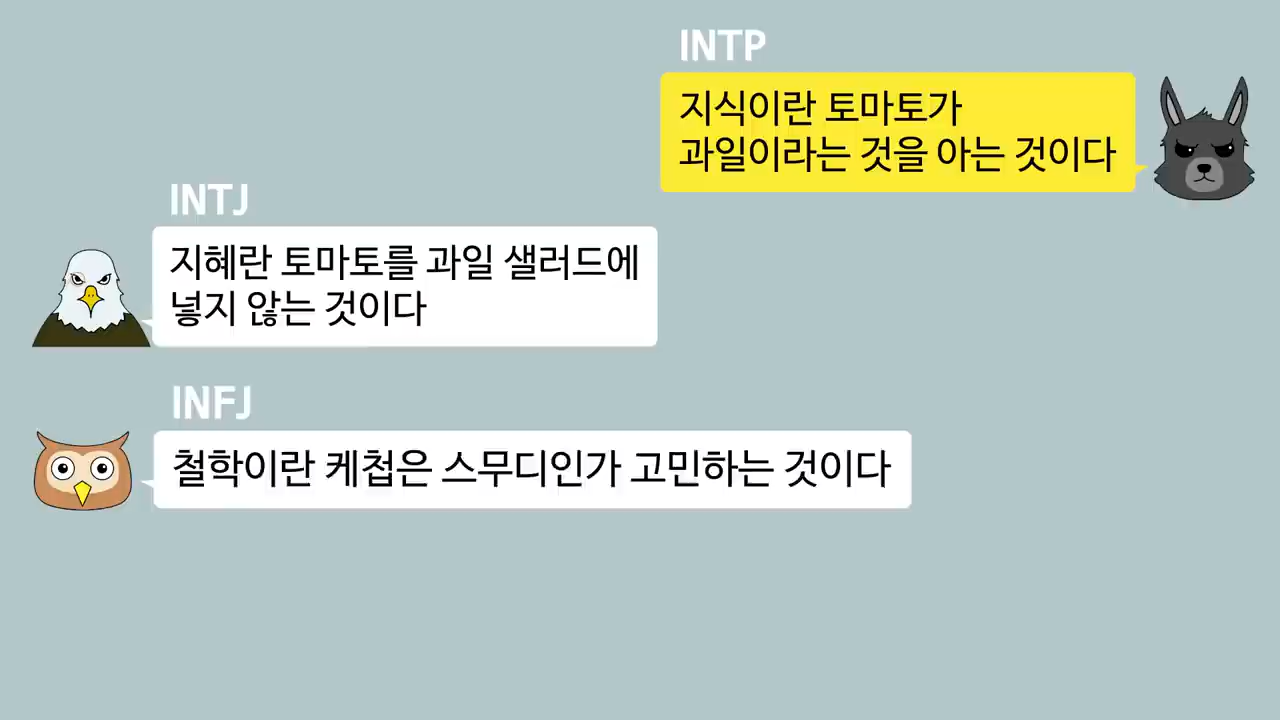 INTP
지식이란 토마토가
과일이라는 것을 아는 것이다
INTJ
지혜란 토마토를 과일 샐러드에
넣지 않는 것이다
INFJ
철학이란 케첩은 스무디인가 고민하는 것이다